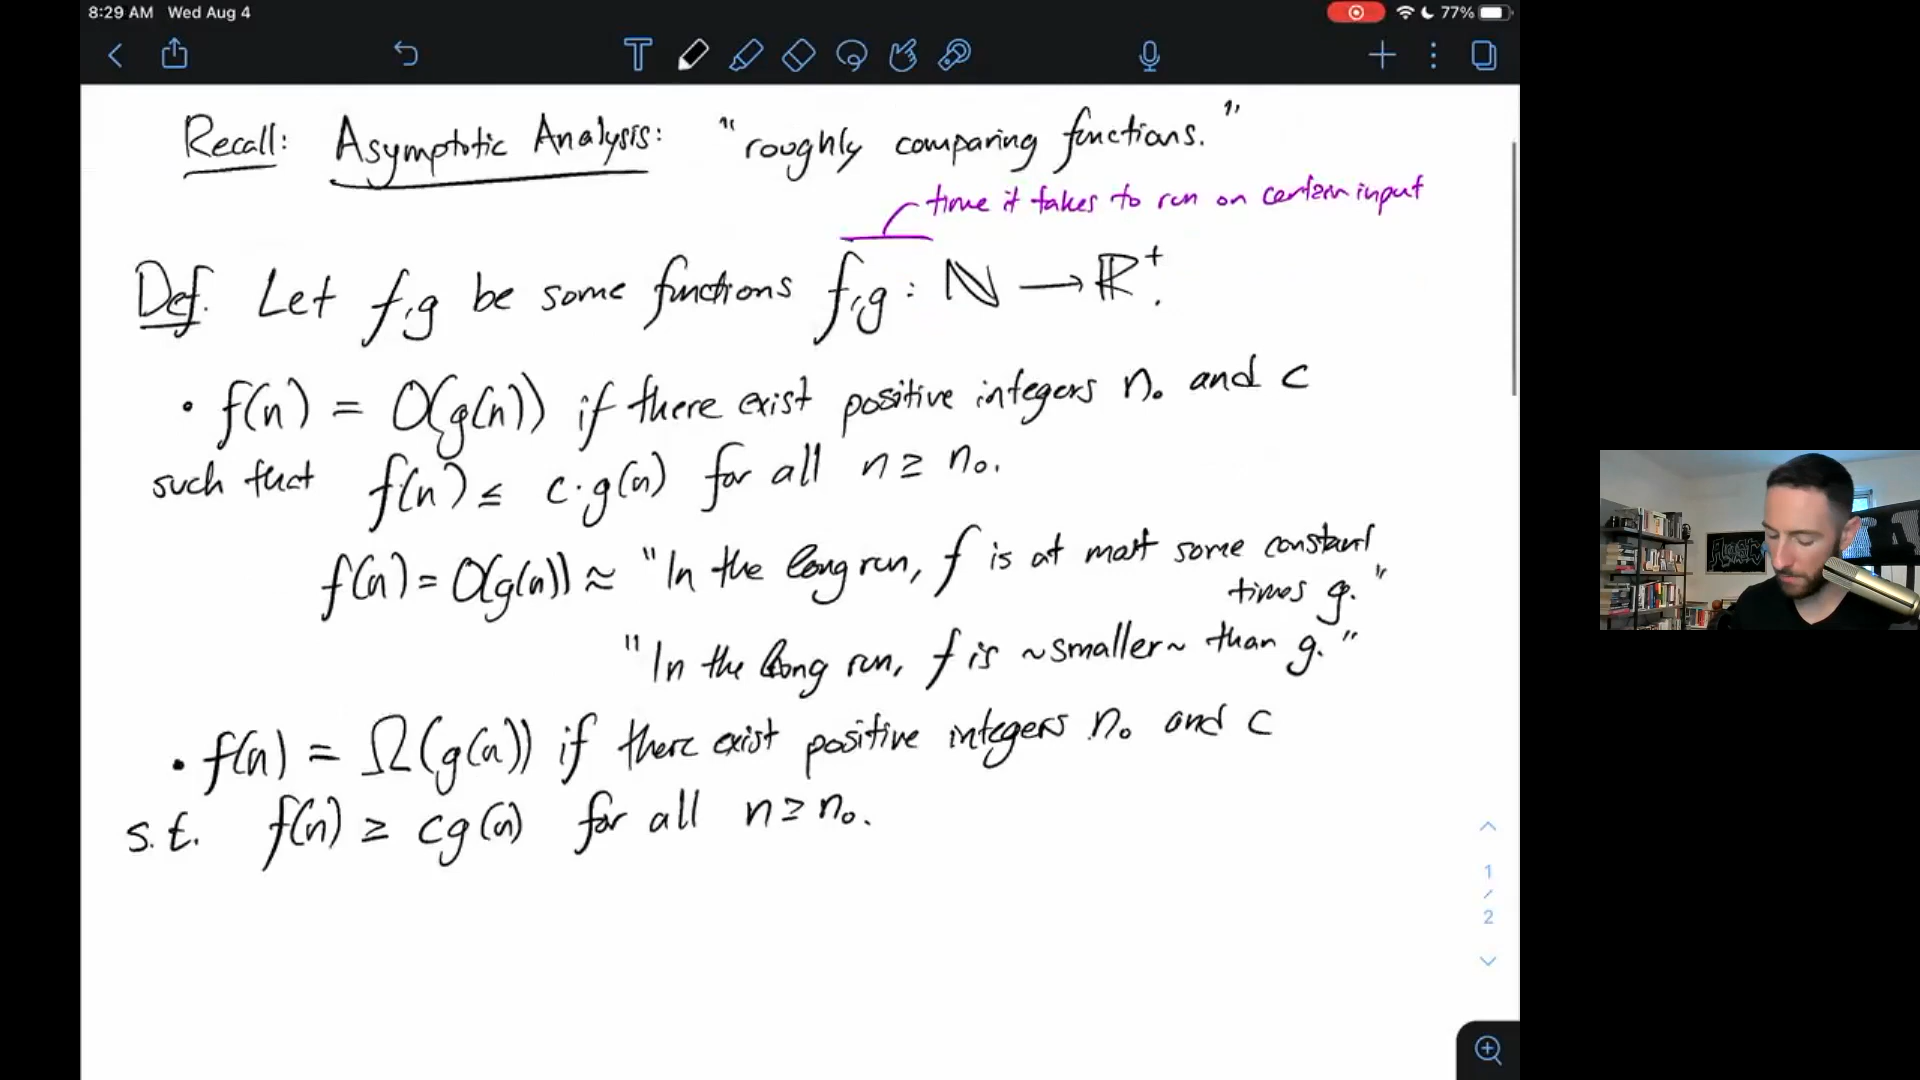 8:29 AM Wed Aug 4
77%
Recall: Asymptotic Analysis: "roughly comparing functions."
time it takes to run on certain input
Def. Let f,g be some functions f,g : ℕ → ℝ⁺.
• f(n) = O(g(n)) if there exist positive integers n₀ and c
such that f(n) ≤ c·g(n) for all n ≥ n₀.
f(n) = O(g(n)) ≈ "In the long run, f is at most some constant
times g."
"In the long run, f is ~smaller~ than g."
• f(n) = Ω(g(n)) if there exist positive integers n₀ and c
s.t. f(n) ≥ cg(n) for all n ≥ n₀.
1
/
2